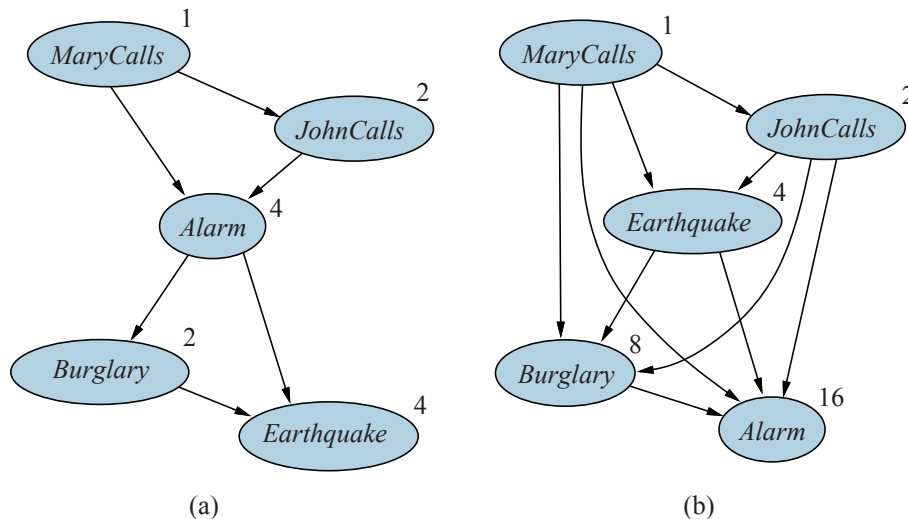 1
MaryCalls
2
JohnCalls
Alarm
4
Burglary
2
Earthquake
4
(a)
1
MaryCalls
2
JohnCalls
Earthquake
4
Burglary
8
Alarm
16
(b)